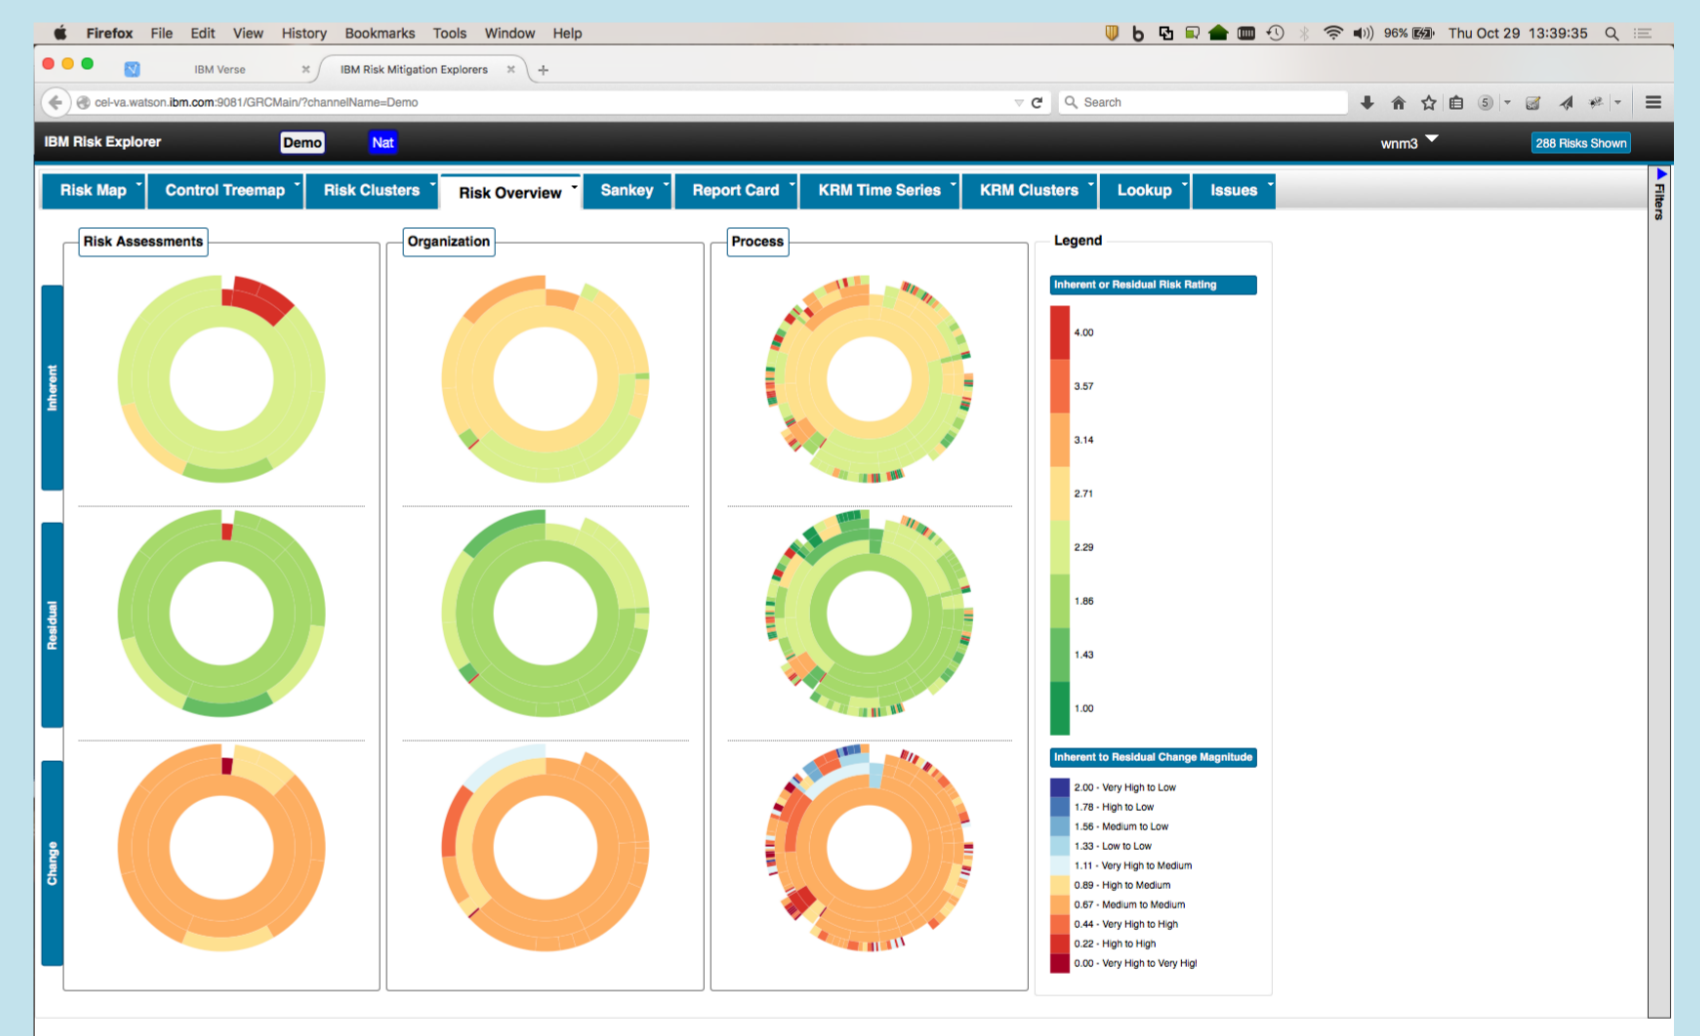 Firefox File Edit View History Bookmarks Tools Window Help 96% Thu Oct 29 13:39:35
IBM Verse IBM Risk Mitigation Explorers
cel-va.watson.ibm.com:9081/GRCMain/?channelName=Demo Search
IBM Risk Explorer Demo Nat wnm3 288 Risks Shown
Risk Map Control Treemap Risk Clusters Risk Overview Sankey Report Card KRM Time Series KRM Clusters Lookup Issues
Filters
Risk Assessments Organization Process Legend
Inherent
Residual
Change
Inherent or Residual Risk Rating
4.00
3.57
3.14
2.71
2.29
1.86
1.43
1.00
Inherent to Residual Change Magnitude
2.00 - Very High to Low
1.78 - High to Low
1.56 - Medium to Low
1.33 - Low to Low
1.11 - Very High to Medium
0.89 - High to Medium
0.67 - Medium to Medium
0.44 - Very High to High
0.22 - High to High
0.00 - Very High to Very High